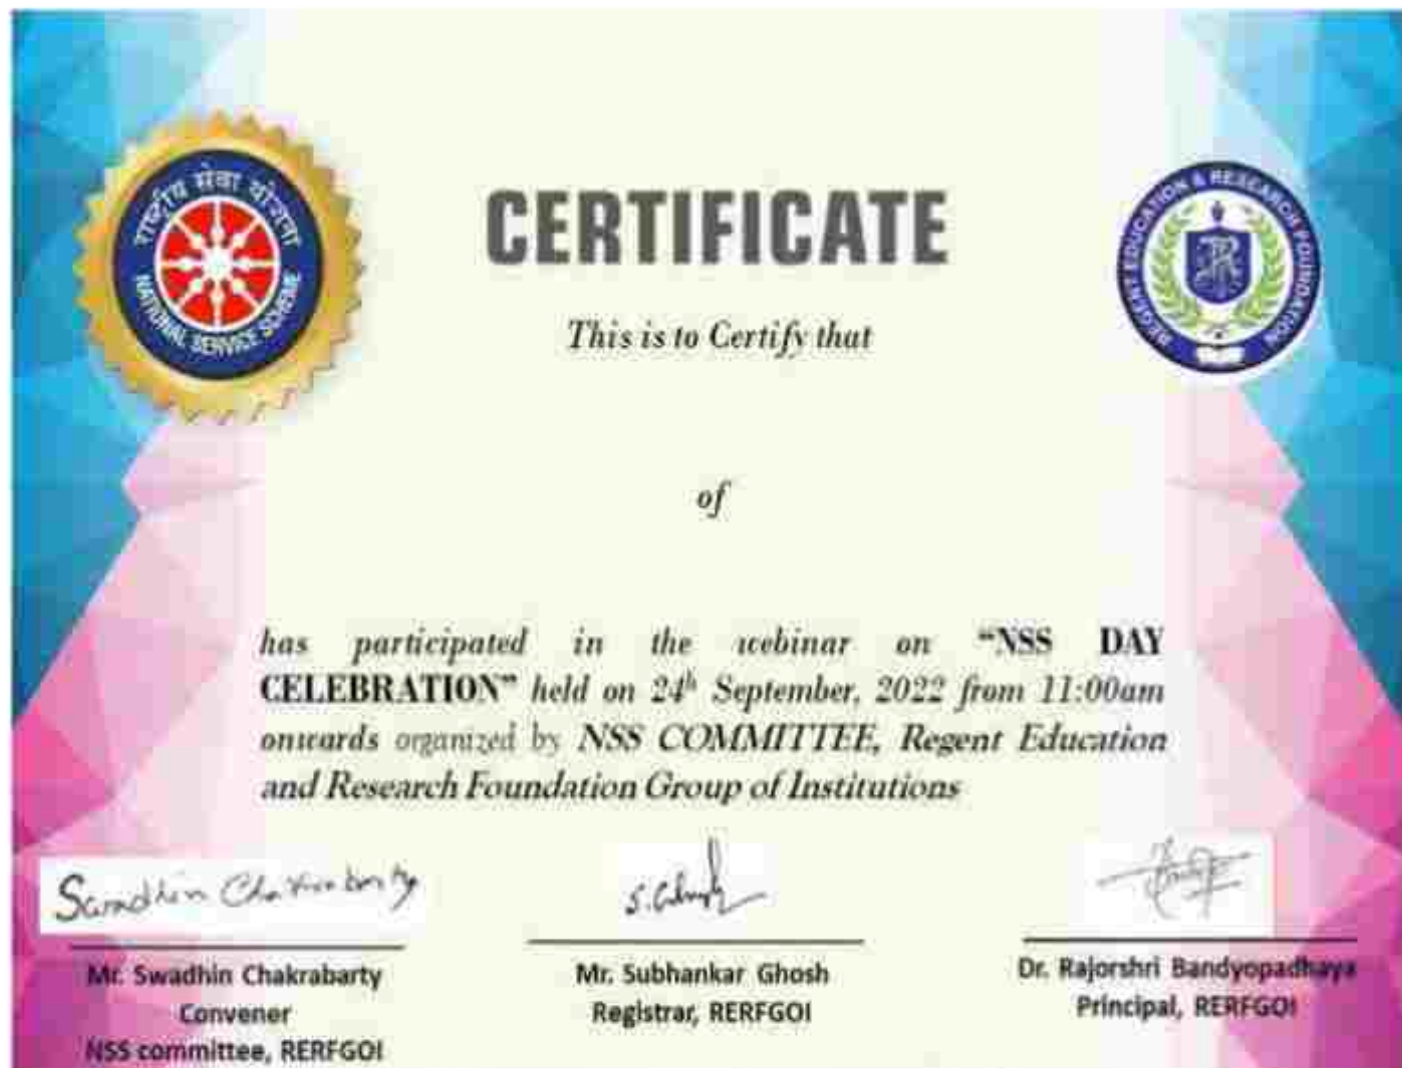 राष्ट्रीय सेवा योजना
NATIONAL SERVICE SCHEME
CERTIFICATE
REGENT EDUCATION & RESEARCH FOUNDATION
This is to Certify that
of
has participated in the webinar on “NSS DAY
CELEBRATION” held on 24th September, 2022 from 11:00am
onwards organized by NSS COMMITTEE, Regent Education
and Research Foundation Group of Institutions
Swadhin Chakraborty
S. Ghosh
Mr. Swadhin Chakrabarty
Convener
NSS committee, RERFGOI
Mr. Subhankar Ghosh
Registrar, RERFGOI
Dr. Rajorshri Bandyopadhaya
Principal, RERFGOI